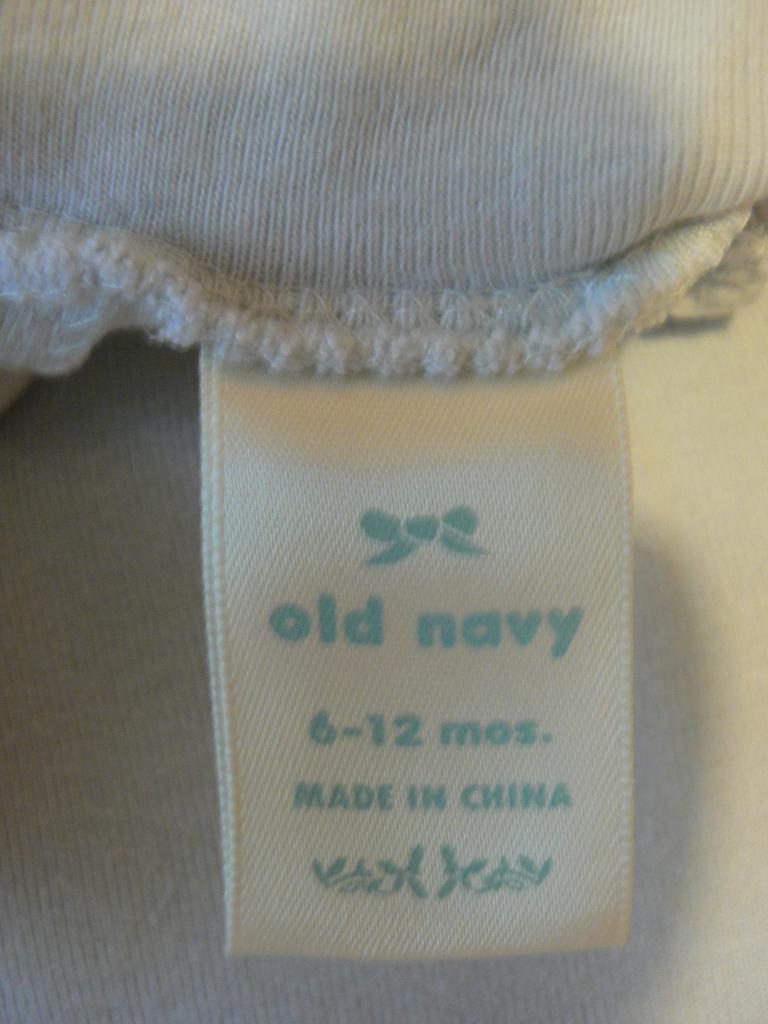 old navy
6-12 mos.
MADE IN CHINA